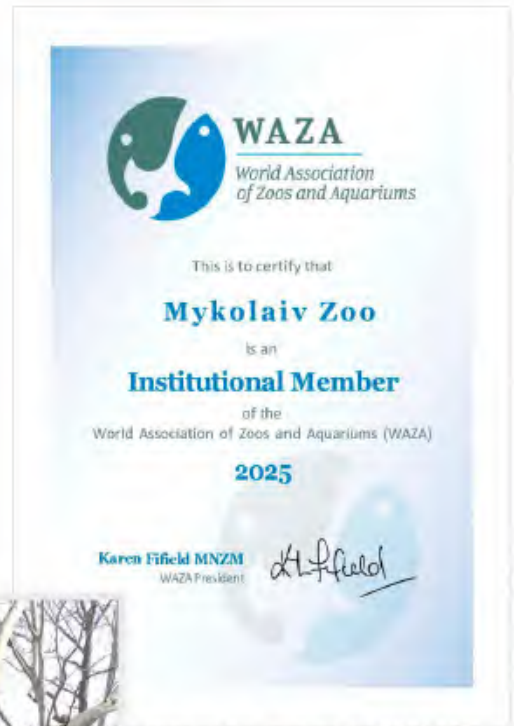 WAZA
World Association
of Zoos and Aquariums
This is to certify that
Mykolaiv Zoo
is an
Institutional Member
of the
World Association of Zoos and Aquariums (WAZA)
2025
Karen Fifield MNZM
WAZA President
K Fifield